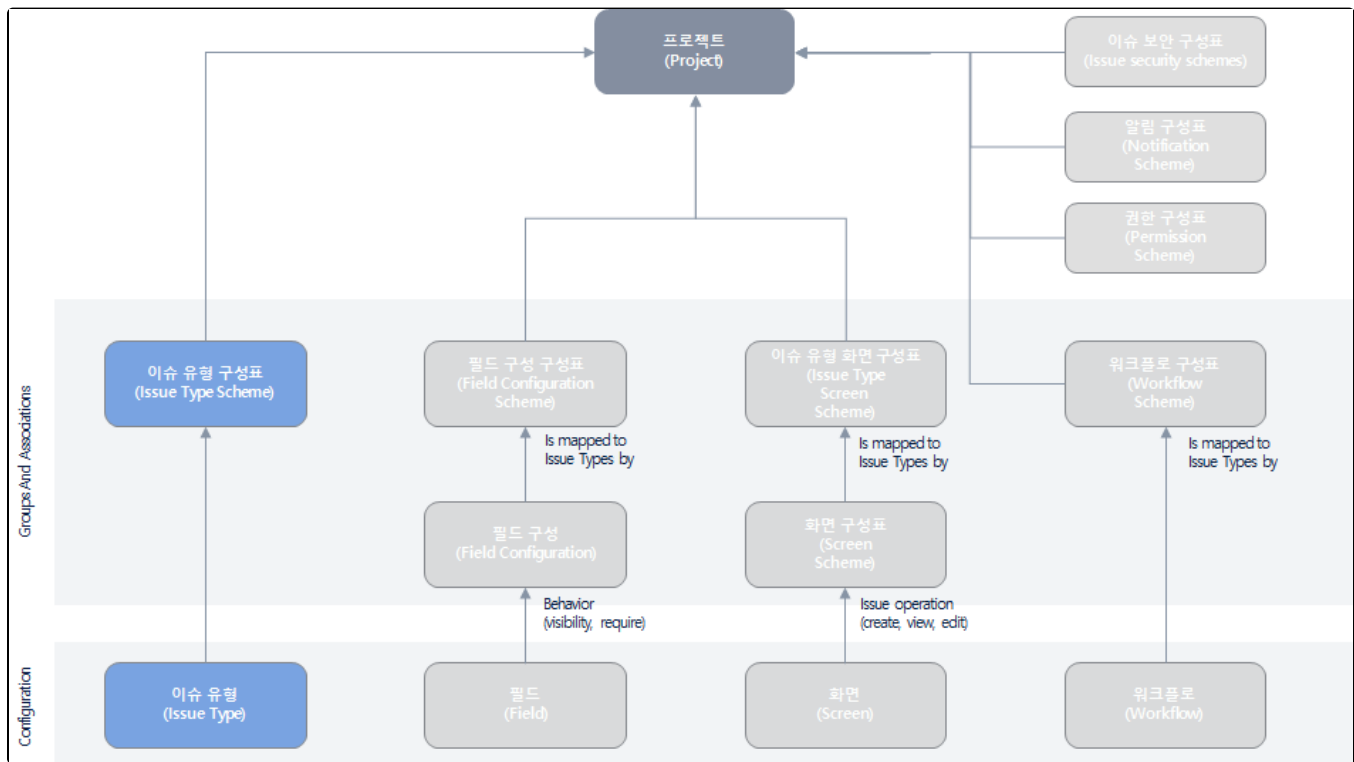 프로젝트
(Project)
이슈 보안 구성표
(Issue security schemes)
알림 구성표
(Notification
Scheme)
권한 구성표
(Permission
Scheme)
Groups And Associations
이슈 유형 구성표
(Issue Type Scheme)
필드 구성 구성표
(Field Configuration
Scheme)
이슈 유형 화면 구성표
(Issue Type
Screen
Scheme)
워크플로 구성표
(Workflow
Scheme)
Is mapped to
Issue Types by
Is mapped to
Issue Types by
Is mapped to
Issue Types by
필드 구성
(Field Configuration)
화면 구성표
(Screen
Scheme)
Behavior
(visibility, require)
Issue operation
(create, view, edit)
Configuration
이슈 유형
(Issue Type)
필드
(Field)
화면
(Screen)
워크플로
(Workflow)